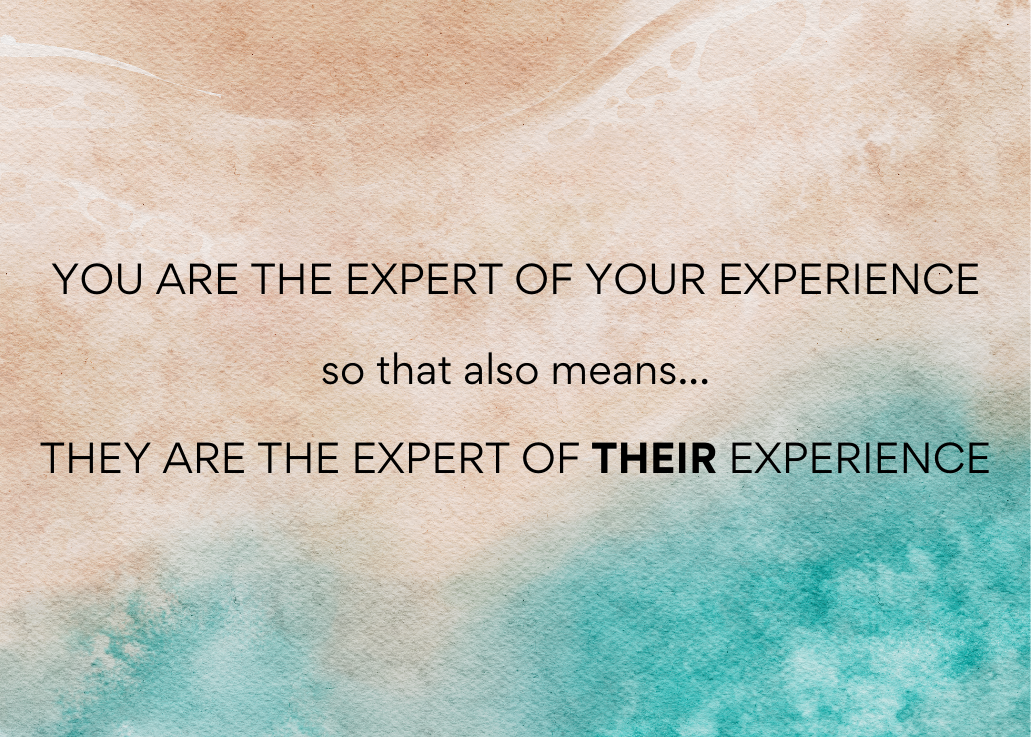 YOU ARE THE EXPERT OF YOUR EXPERIENCE
so that also means...
THEY ARE THE EXPERT OF THEIR EXPERIENCE